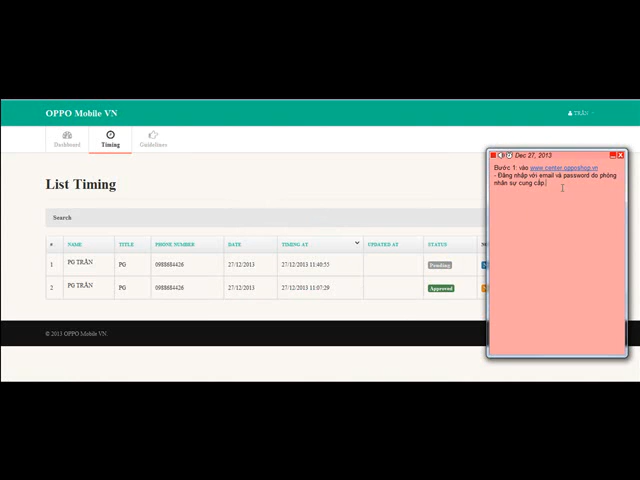 OPPO Mobile VN
TRÂN
Dashboard
Timing
Guidelines
List Timing
Search
# NAME TITLE PHONE NUMBER DATE TIMING AT UPDATED AT STATUS
1 PG TRÂN PG 0988684426 27/12/2013 27/12/2013 11:40:55 Pending
2 PG TRÂN PG 0988684426 27/12/2013 27/12/2013 11:07:29 Approved
© 2013 OPPO Mobile VN
Dec 27, 2013
Bước 1: vào www.center.opposhop.vn
- Đăng nhập với email và password do phòng
nhân sự cung cấp